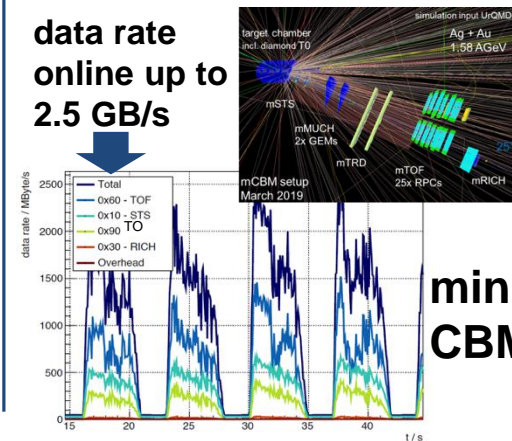 data rate
online up to
2.5 GB/s
simulation input UrQMD
target chamber
incl. diamond T0
Ag + Au
1.58 AGeV
mSTS
mMUCH
2x GEMs
mTRD
mTOF
25x RPCs
mRICH
25°
mCBM setup
March 2019
data rate / MByte/s
2500
2000
1500
1000
500
0
Total
0x60 - TOF
0x10 - STS
0x90 TO
0x30 - RICH
Overhead
15 20 25 30 35 40
t / s
min
CBM